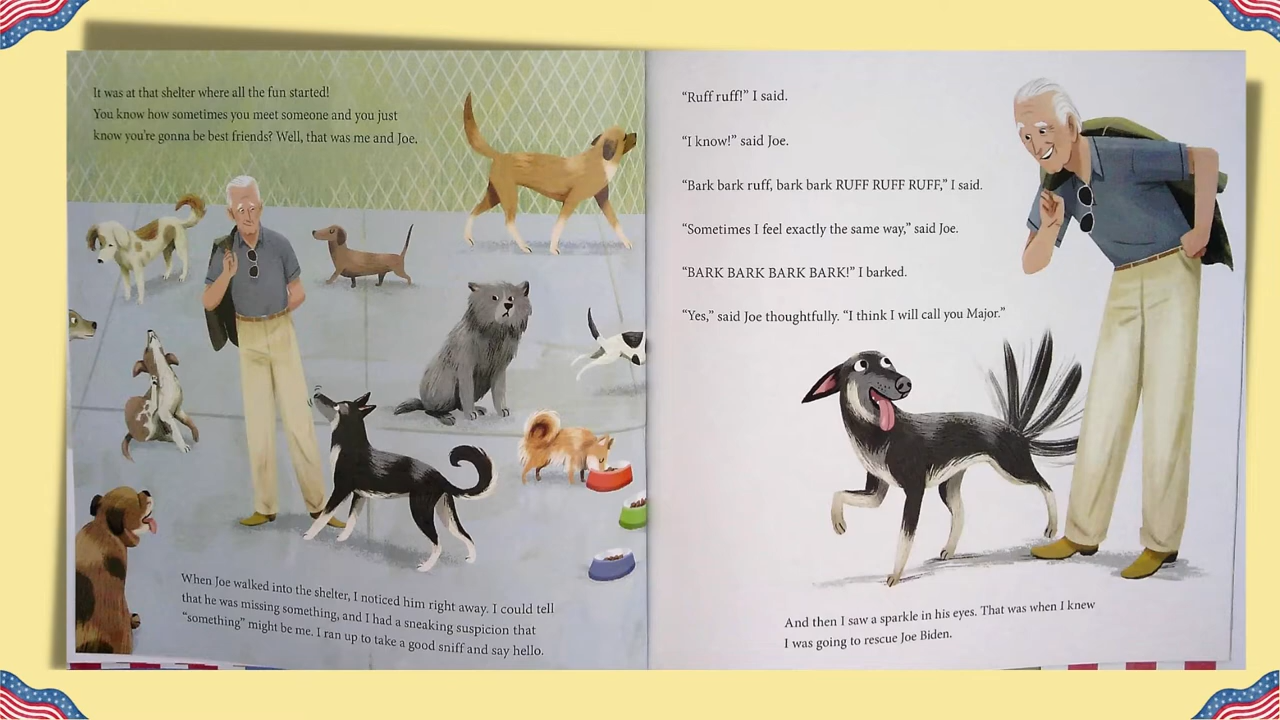 It was at that shelter where all the fun started!
You know how sometimes you meet someone and you just
know you're gonna be best friends? Well, that was me and Joe.
When Joe walked into the shelter, I noticed him right away. I could tell
that he was missing something, and I had a sneaking suspicion that
“something” might be me. I ran up to take a good sniff and say hello.
“Ruff ruff!” I said.
“I know!” said Joe.
“Bark bark ruff, bark bark RUFF RUFF RUFF,” I said.
“Sometimes I feel exactly the same way,” said Joe.
“BARK BARK BARK BARK!” I barked.
“Yes,” said Joe thoughtfully. “I think I will call you Major.”
And then I saw a sparkle in his eyes. That was when I knew
I was going to rescue Joe Biden.